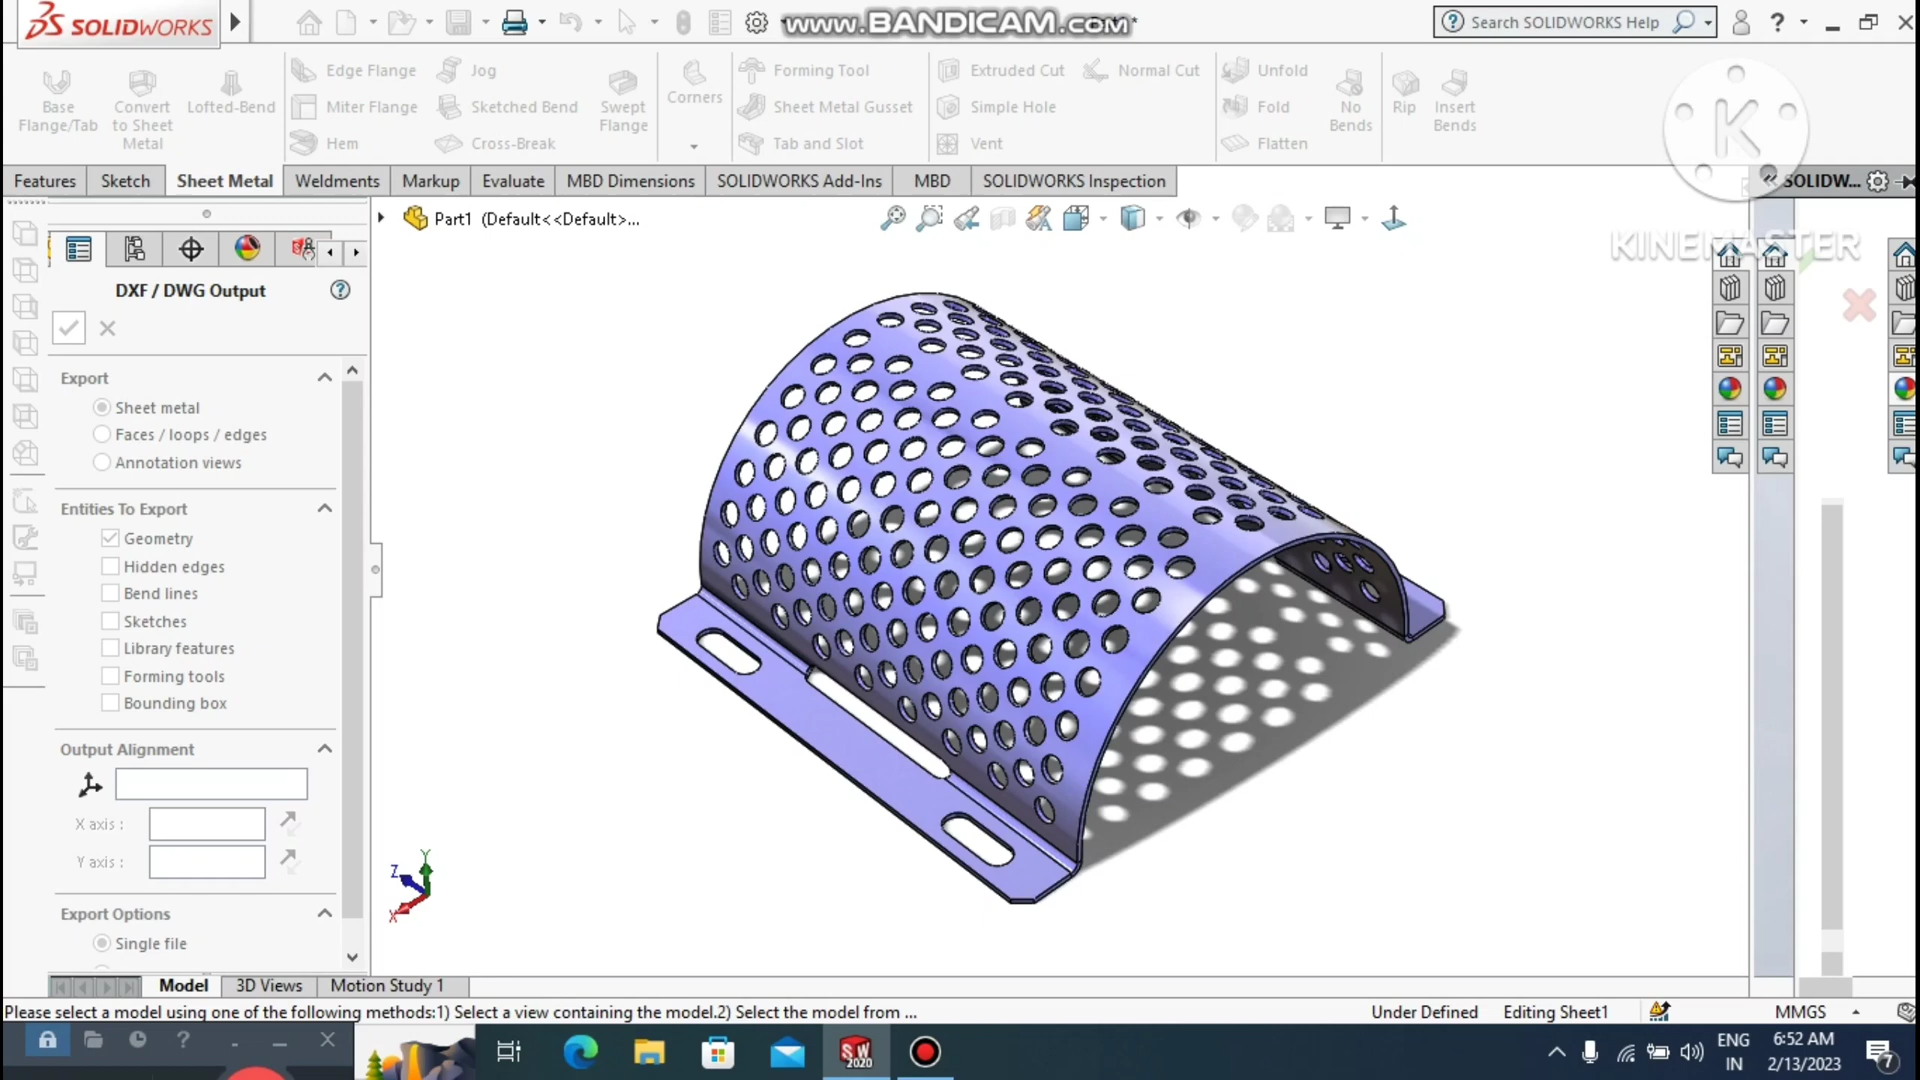 SOLIDWORKS
www.BANDICAM.com
Search SOLIDWORKS Help
?
Base Flange/Tab
Convert to Sheet Metal
Lofted-Bend
Edge Flange
Miter Flange
Hem
Jog
Sketched Bend
Cross-Break
Swept Flange
Corners
Forming Tool
Sheet Metal Gusset
Tab and Slot
Extruded Cut
Simple Hole
Vent
Normal Cut
Unfold
Fold
Flatten
No Bends
Rip
Insert Bends
K
Features
Sketch
Sheet Metal
Weldments
Markup
Evaluate
MBD Dimensions
SOLIDWORKS Add-Ins
MBD
SOLIDWORKS Inspection
SOLIDW...
Part1 (Default<<Default>...
KINEMASTER
DXF / DWG Output
Export
Sheet metal
Faces / loops / edges
Annotation views
Entities To Export
Geometry
Hidden edges
Bend lines
Sketches
Library features
Forming tools
Bounding box
Output Alignment
X axis :
Y axis :
Export Options
Single file
Y
Z
X
Model
3D Views
Motion Study 1
Please select a model using one of the following methods:1) Select a view containing the model.2) Select the model from ...
Under Defined
Editing Sheet1
MMGS
SW 2020
ENG
IN
6:52 AM
2/13/2023
7